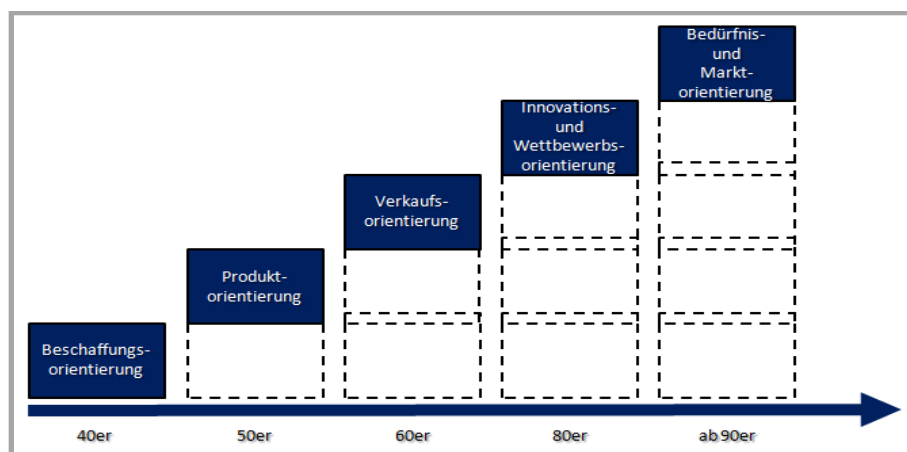 Bedürfnis-
und
Markt-
orientierung
Innovations-
und
Wettbewerbs-
orientierung
Verkaufs-
orientierung
Produkt-
orientierung
Beschaffungs-
orientierung
40er
50er
60er
80er
ab 90er